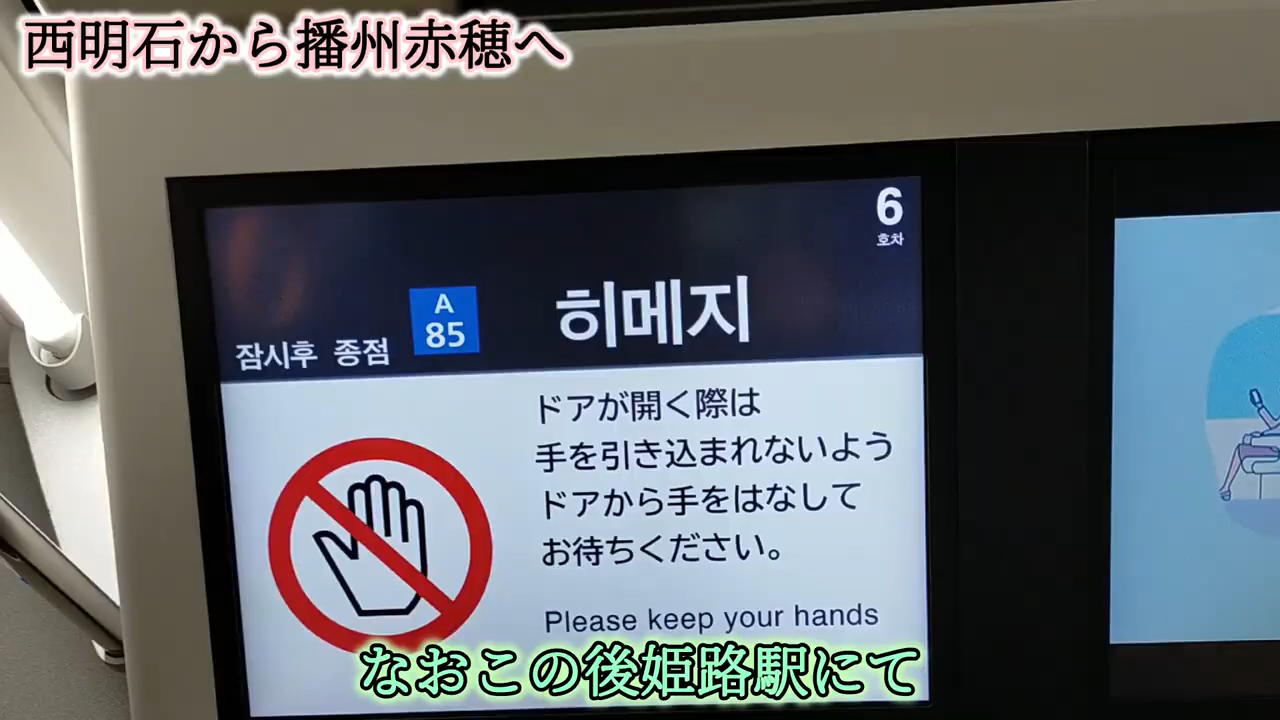 西明石から播州赤穂へ
6
호차
A
85
히메지
잠시후 종점
ドアが開く際は
手を引き込まれないよう
ドアから手をはなして
お待ちください。
Please keep your hands
なおこの後姫路駅にて